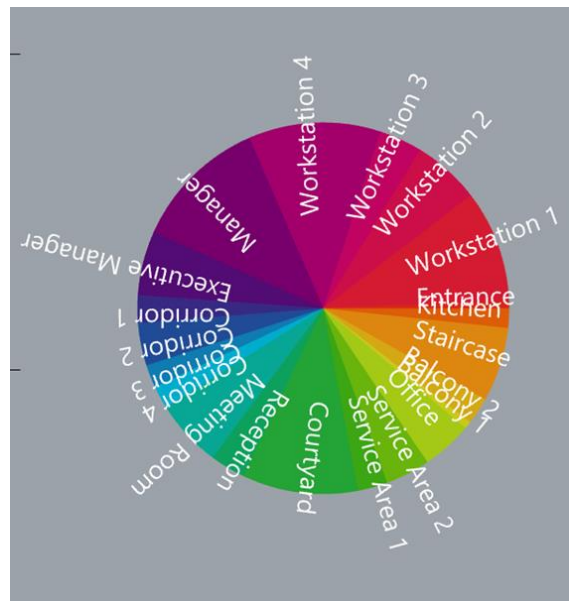 Workstation 4
Workstation 3
Workstation 2
Workstation 1
Entrance
Kitchen
Staircase
Balcony 2
Balcony 1
Office
Service Area 2
Service Area 1
Courtyard
Reception
Meeting Room
Corridor 4
Corridor 3
Corridor 2
Corridor 1
Executive Manager
Manager